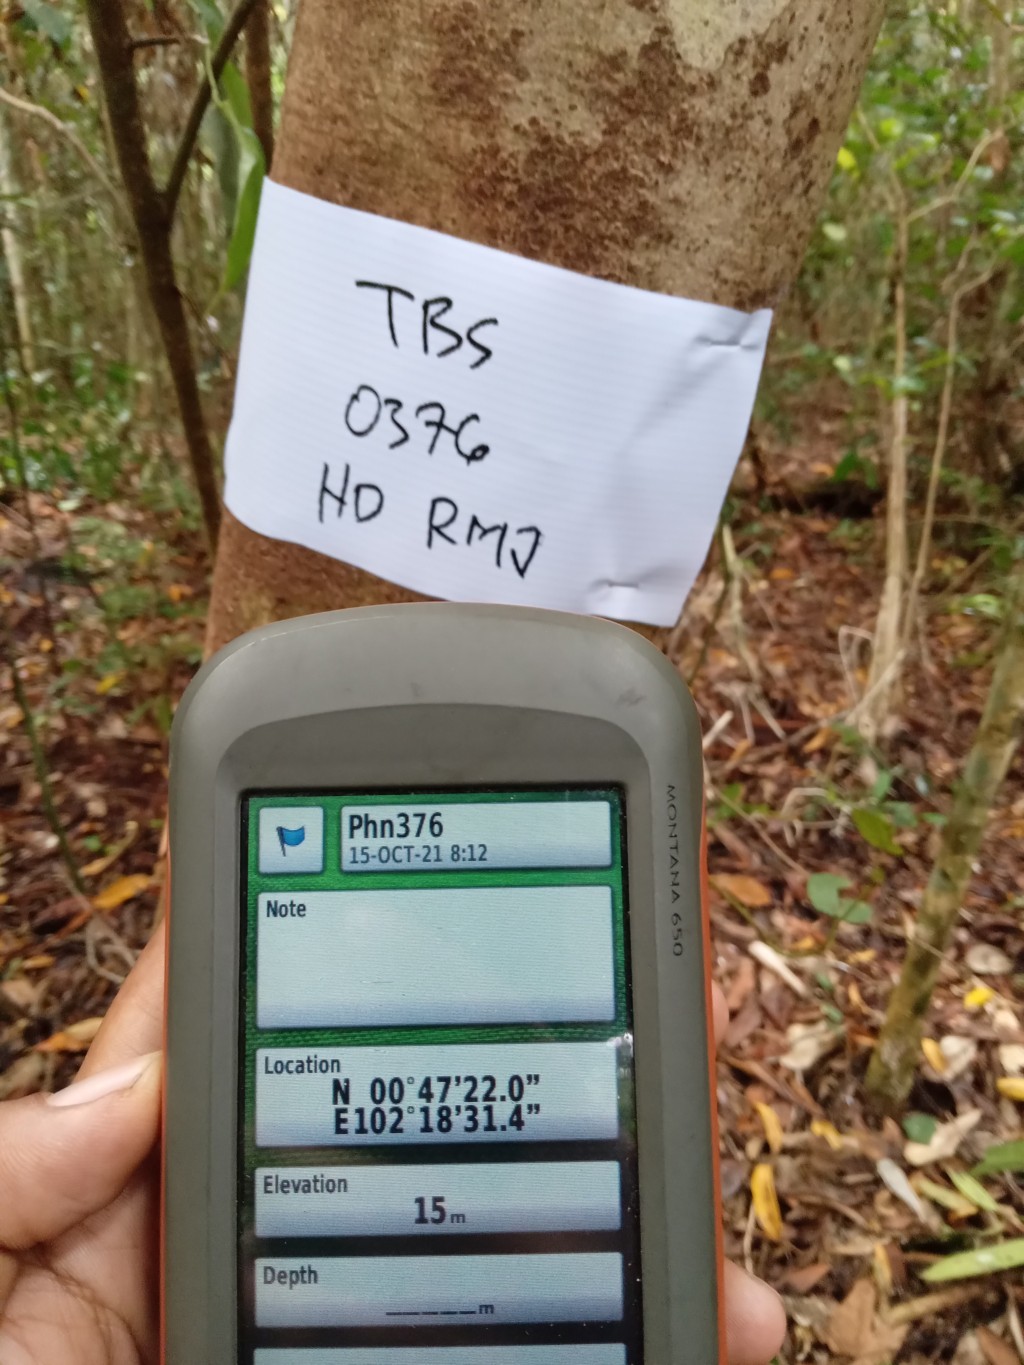 TBS
0376
HD RMJ
MONTANA 650
Phn376
15-OCT-21 8:12
Note
Location
N 00°47'22.0"
E102°18'31.4"
Elevation
15m
Depth
_____m